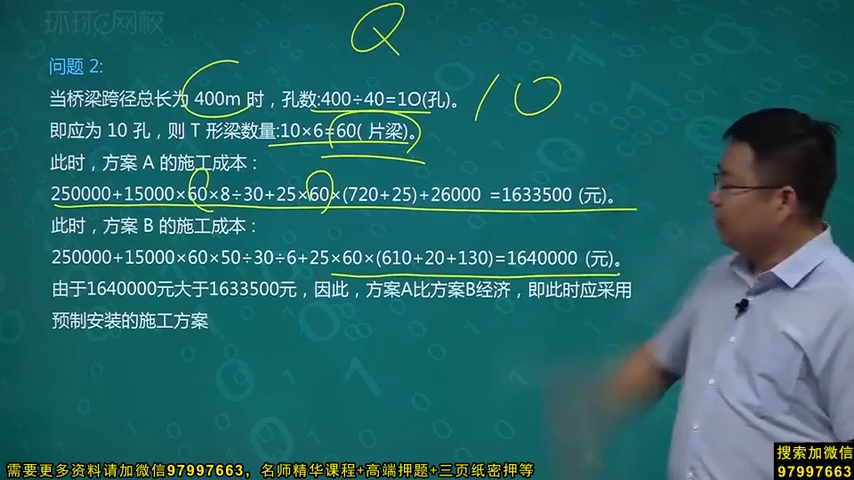 环球网校
Q
问题 2:
当桥梁跨径总长为 400m 时，孔数:400÷40=1O(孔)。
10
即应为 10 孔，则 T 形梁数量:10×6=60( 片梁)。
此时，方案 A 的施工成本：
250000+15000×60×8÷30+25×60×(720+25)+26000 =1633500 (元)。
此时，方案 B 的施工成本：
250000+15000×60×50÷30÷6+25×60×(610+20+130)=1640000 (元)。
由于1640000元大于1633500元，因此，方案A比方案B经济，即此时应采用
预制安装的施工方案
需要更多资料请加微信97997663，名师精华课程+高端押题+三页纸密押等
搜索加微信
97997663